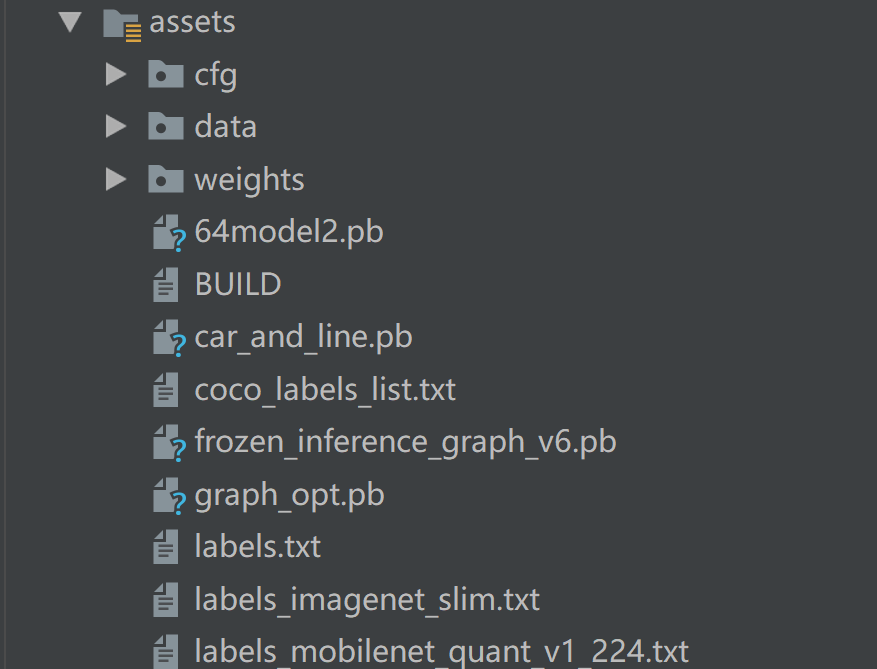 assets
cfg
data
weights
64model2.pb
BUILD
car_and_line.pb
coco_labels_list.txt
frozen_inference_graph_v6.pb
graph_opt.pb
labels.txt
labels_imagenet_slim.txt
labels_mobilenet_quant_v1_224.txt